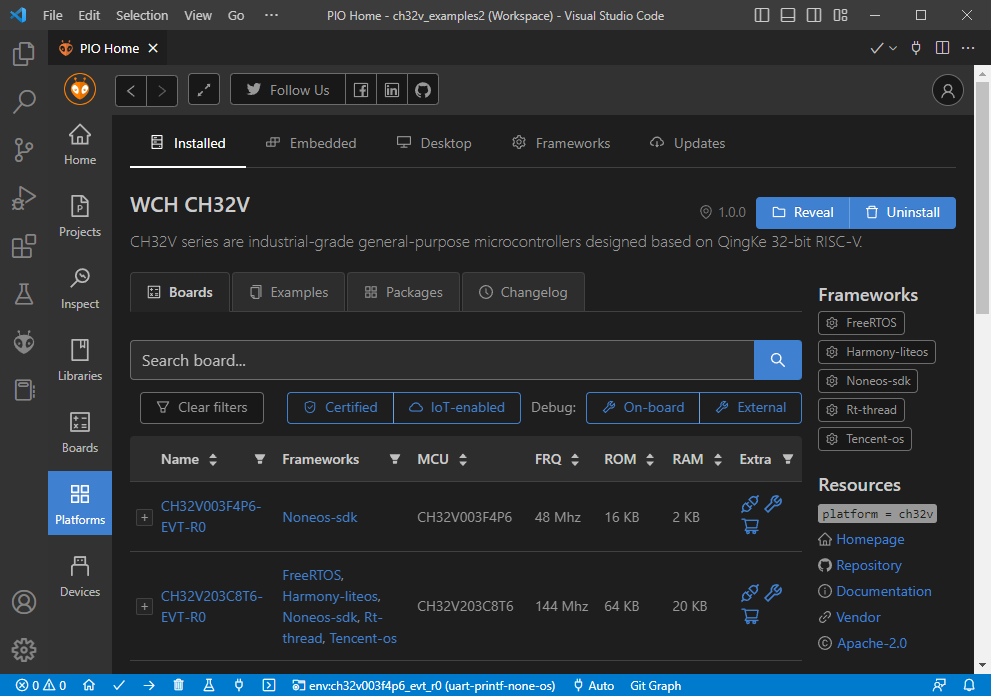 File Edit Selection View Go ··· PIO Home - ch32v_examples2 (Workspace) - Visual Studio Code
PIO Home
Follow Us
Home
Projects
Inspect
Libraries
Boards
Platforms
Devices
Installed Embedded Desktop Frameworks Updates
WCH CH32V
1.0.0 Reveal Uninstall
CH32V series are industrial-grade general-purpose microcontrollers designed based on QingKe 32-bit RISC-V.
Boards Examples Packages Changelog
Search board...
Clear filters Certified IoT-enabled Debug: On-board External
Name Frameworks MCU FRQ ROM RAM Extra
CH32V003F4P6-
EVT-R0
Noneos-sdk CH32V003F4P6 48 Mhz 16 KB 2 KB
CH32V203C8T6-
EVT-R0
FreeRTOS,
Harmony-liteos,
Noneos-sdk, Rt-
thread, Tencent-os
CH32V203C8T6 144 Mhz 64 KB 20 KB
Frameworks
FreeRTOS
Harmony-liteos
Noneos-sdk
Rt-thread
Tencent-os
Resources
platform = ch32v
Homepage
Repository
Documentation
Vendor
Apache-2.0
0 0 env:ch32v003f4p6_evt_r0 (uart-printf-none-os) Auto Git Graph